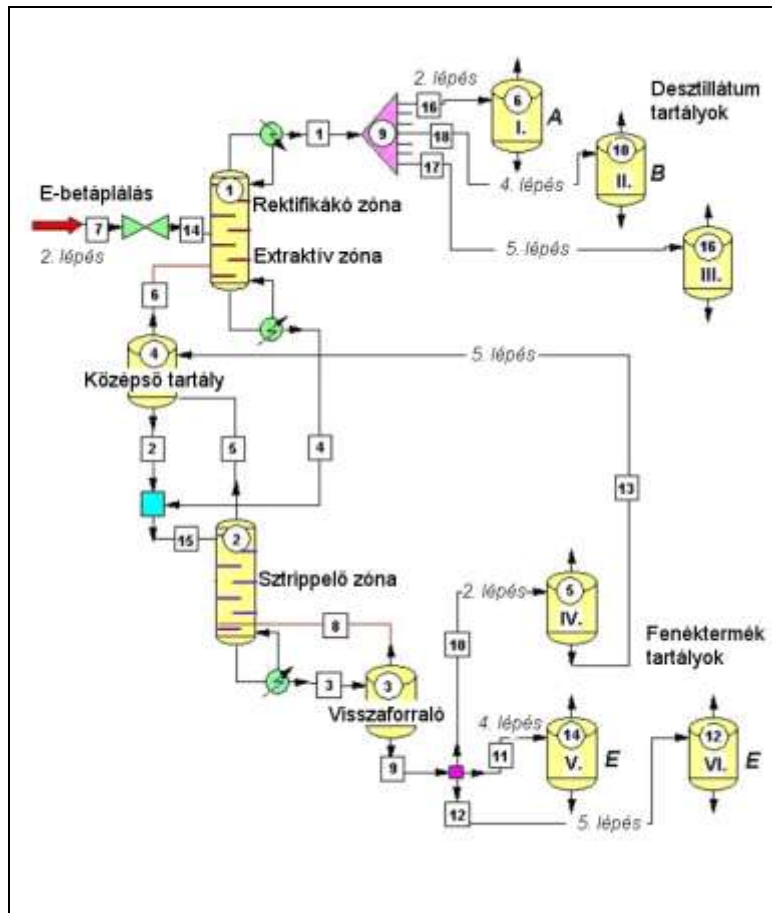 2. lépés
16
6
I.
A
Desztillátum
tartályok
1
9
18
17
4. lépés
10
II.
B
E-betáplálás
7
14
2. lépés
1
Rektifikákó zóna
Extraktív zóna
5. lépés
16
III.
6
4
Középső tartály
5. lépés
2
5
4
13
15
2
Sztrippelő zóna
8
2. lépés
5
IV.
Fenéktermék
tartályok
10
3
3
Visszaforraló
4. lépés
14
V.
E
12
VI.
E
9
11
12
5. lépés